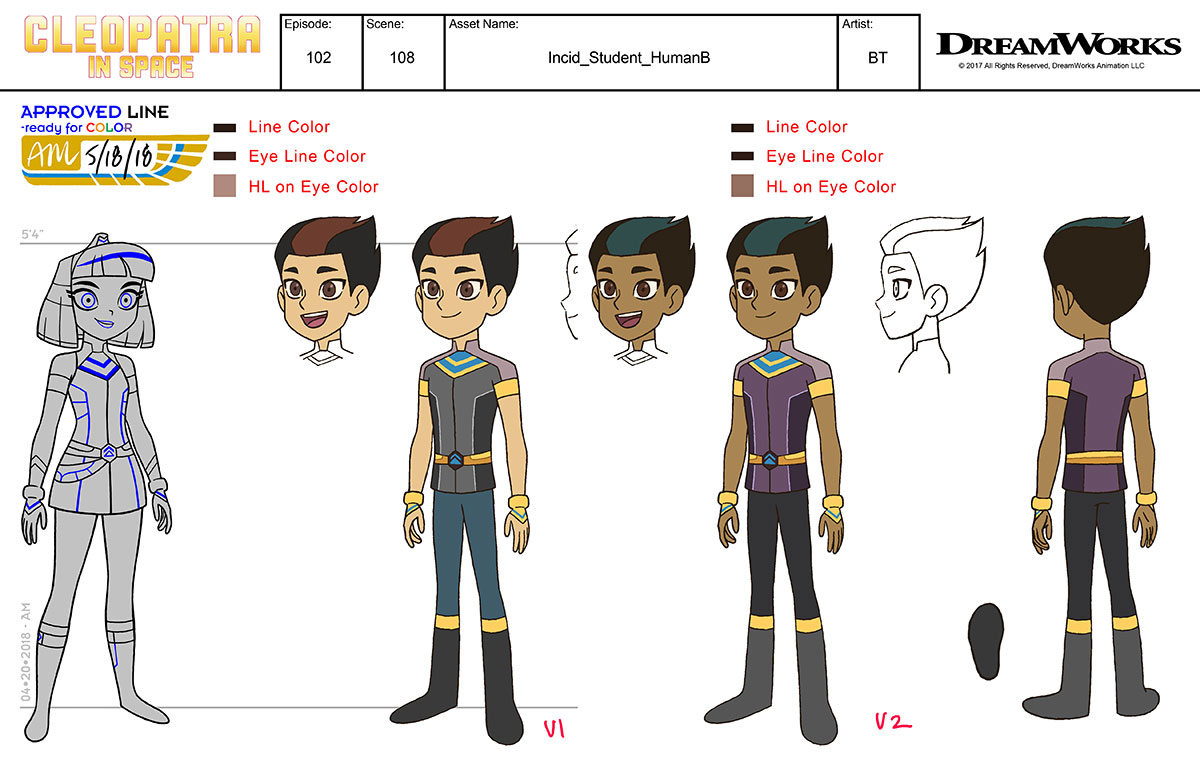 CLEOPATRA
IN SPACE
Episode:
102
Scene:
108
Asset Name:
Incid_Student_HumanB
Artist:
BT
DREAMWORKS
© 2017 All Rights Reserved, DreamWorks Animation LLC
APPROVED LINE
-ready for COLOR
AM 5/18/18
Line Color
Eye Line Color
HL on Eye Color
Line Color
Eye Line Color
HL on Eye Color
5'4"
04•20•2018 - AM
V1
V2